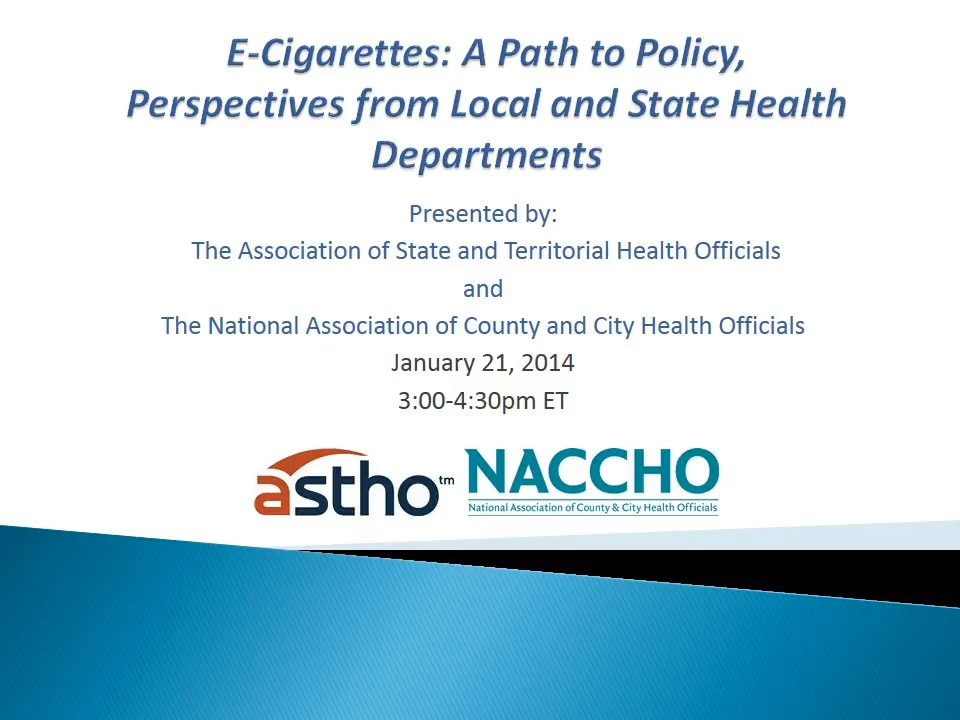 E-Cigarettes: A Path to Policy,
Perspectives from Local and State Health
Departments
Presented by:
The Association of State and Territorial Health Officials
and
The National Association of County and City Health Officials
January 21, 2014
3:00-4:30pm ET
astho™
NACCHO
National Association of County & City Health Officials